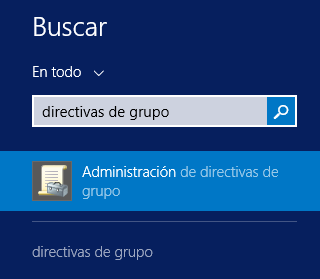 Buscar
En todo
directivas de grupo
Administración de directivas de
grupo
directivas de grupo